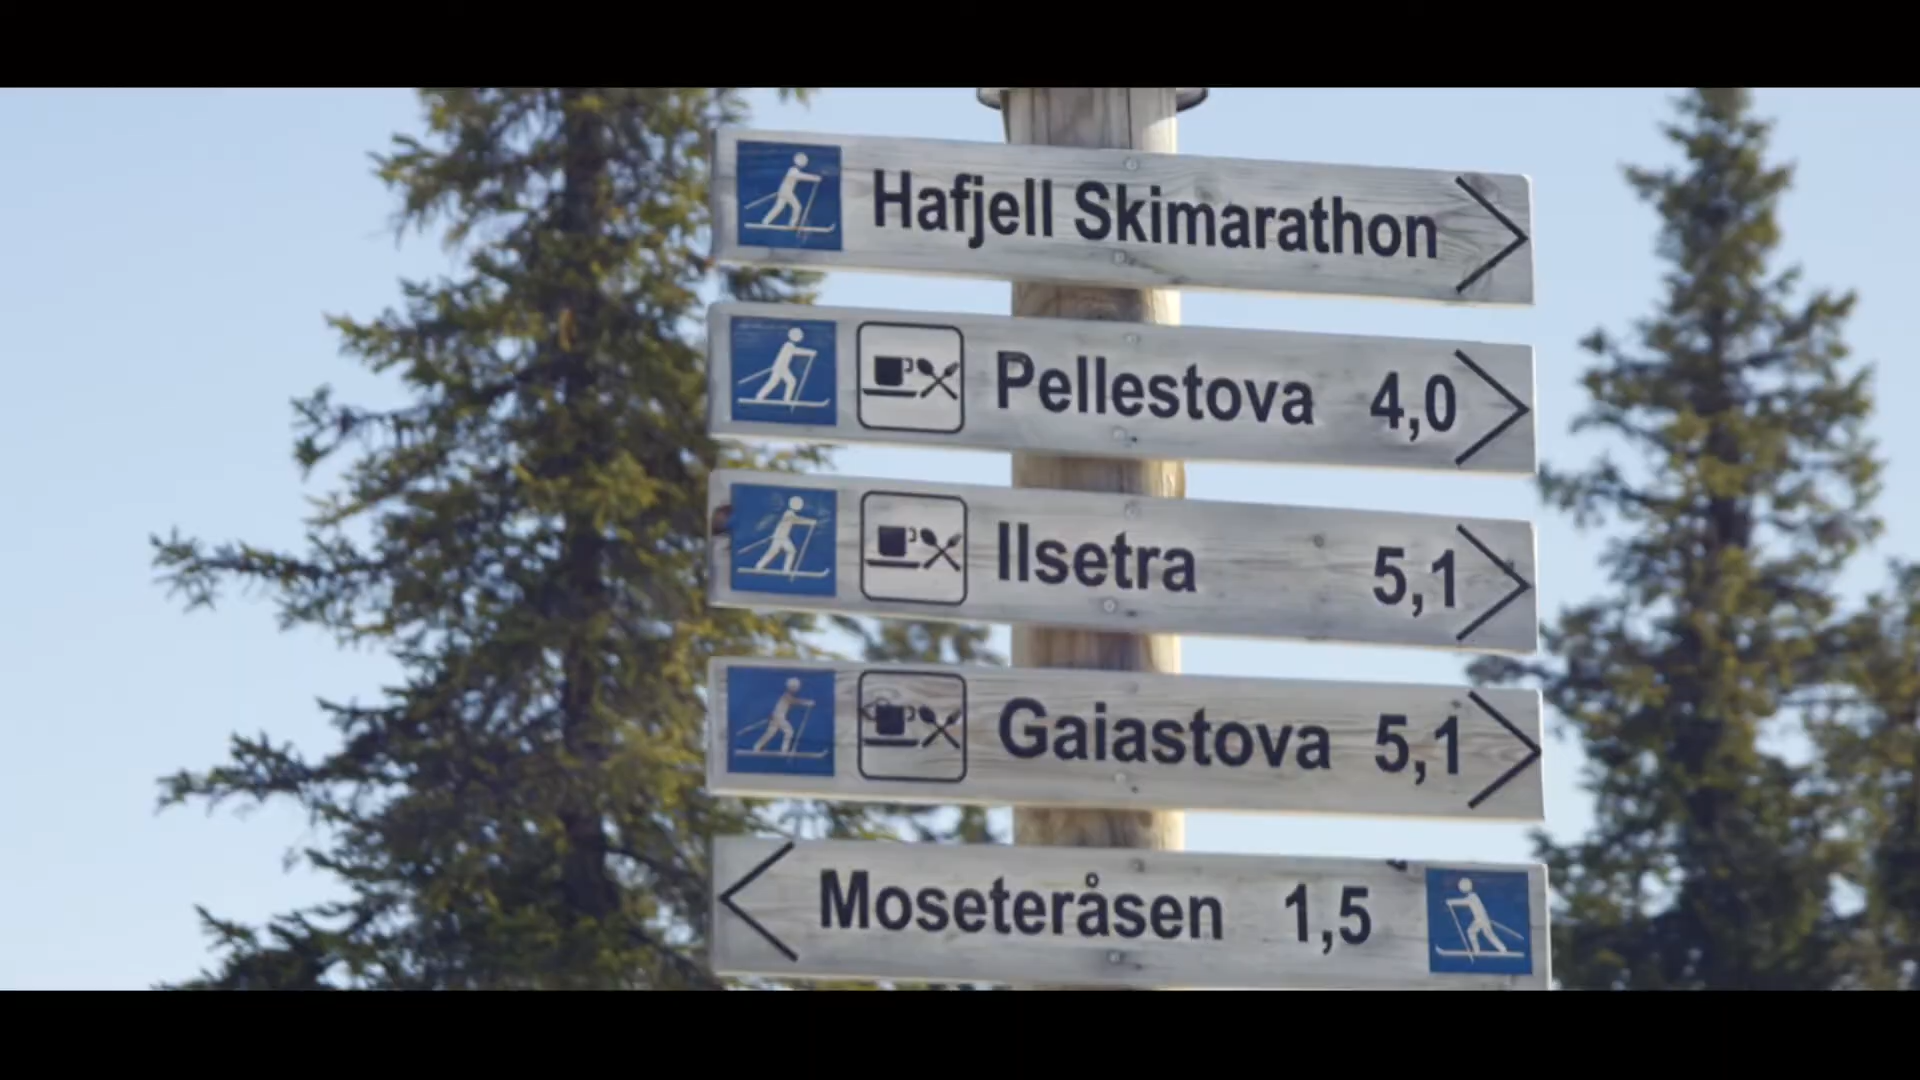 Hafjell Skimarathon
Pellestova 4,0
Ilsetra 5,1
Gaiastova 5,1
Moseteråsen 1,5